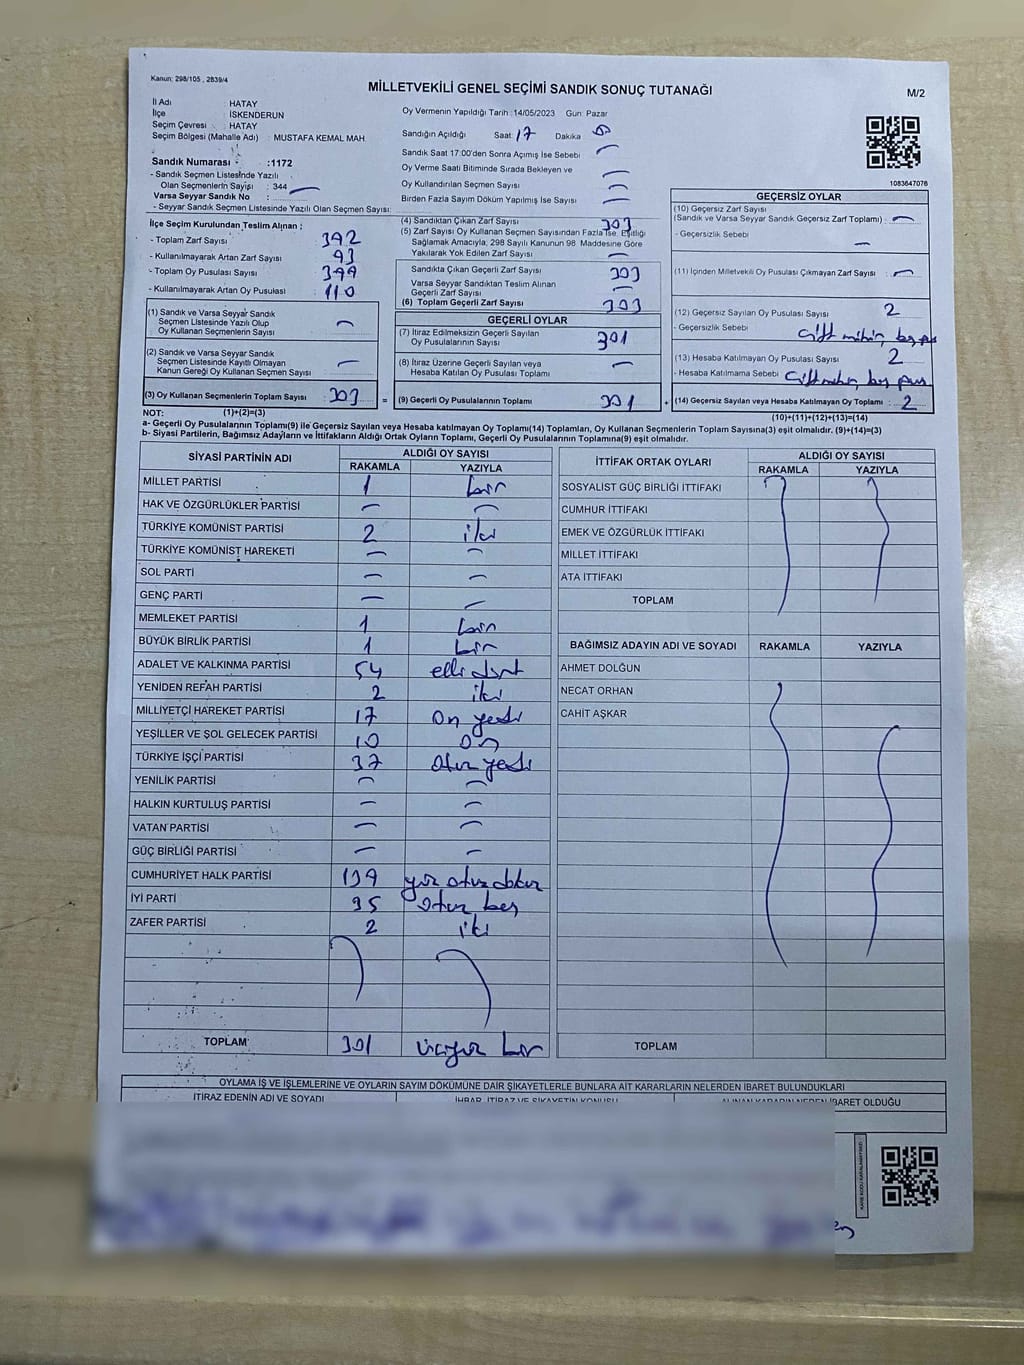 Kanun: 298/105 , 2839/4
MİLLETVEKİLİ GENEL SEÇİMİ SANDIK SONUÇ TUTANAĞI
M/2
İl Adı HATAY
İlçe İSKENDERUN
Seçim Çevresi : HATAY
Seçim Bölgesi (Mahalle Adı) : MUSTAFA KEMAL MAH.
Sandık Numarası :1172
- Sandık Seçmen Listesinde Yazılı
Olan Seçmenlerin Sayısı : 344
Varsa Seyyar Sandık No :
- Seyyar Sandık Seçmen Listesinde Yazılı Olan Seçmen Sayısı:
Oy Vermenin Yapıldığı Tarih :14/05/2023 Gün: Pazar
Sandığın Açıldığı Saat: 17 Dakika
Sandık Saat 17:00'den Sonra Açımış İse Sebebi
Oy Verme Saati Bitiminde Sırada Bekleyen ve
Oy Kullandırılan Seçmen Sayısı
Birden Fazla Sayım Döküm Yapılmış İse Sayısı :
1083647076
İlçe Seçim Kurulundan Teslim Alınan ;
- Toplam Zarf Sayısı : 392
- Kullanılmayarak Artan Zarf Sayısı : 93
- Toplam Oy Pusulası Sayısı
- Kullanılmayarak Artan Oy Pusulası : 110
(4) Sandıktan Çıkan Zarf Sayısı 303
(5) Zarf Sayısı Oy Kullanan Seçmen Sayısından Fazla İse, Eşitliği
Sağlamak Amacıyla; 298 Sayılı Kanunun 98. Maddesine Göre
Yakılarak Yok Edilen Zarf Sayısı
Sandıkta Çıkan Geçerli Zarf Sayısı 303
Varsa Seyyar Sandıktan Teslim Alınan
Geçerli Zarf Sayısı
(6) Toplam Geçerli Zarf Sayısı 303
GEÇERSİZ OYLAR
(10) Geçersiz Zarf Sayısı
(Sandık ve Varsa Seyyar Sandık Geçersiz Zarf Toplamı) :
- Geçersizlik Sebebi
(11) İçinden Milletvekili Oy Pusulası Çıkmayan Zarf Sayısı :
(12) Geçersiz Sayılan Oy Pusulası Sayısı : 2
- Geçersizlik Sebebi :
(13) Hesaba Katılmayan Oy Pusulası Sayısı 2
- Hesaba Katılmama Sebebi
(14) Geçersiz Sayılan veya Hesaba Katılmayan Oy Toplamı : 2
(10)+(11)+(12)+(13)=(14)
(1) Sandık ve Varsa Seyyar Sandık
Seçmen Listesinde Yazılı Olup
Oy Kullanan Seçmenlerin Sayısı
(2) Sandık ve Varsa Seyyar Sandık
Seçmen Listesinde Kayıtlı Olmayan
Kanun Gereği Oy Kullanan Seçmen Sayısı
(3) Oy Kullanan Seçmenlerin Toplam Sayısı : 303 =
GEÇERLİ OYLAR
(7) İtiraz Edilmeksizin Geçerli Sayılan
Oy Pusulalarının Sayısı : 301
(8) İtiraz Üzerine Geçerli Sayılan veya
Hesaba Katılan Oy Pusulası Toplamı
(9) Geçerli Oy Pusulalarının Toplamı 301 +
NOT: (1)+(2)=(3)
a- Geçerli Oy Pusulalarının Toplamı(9) ile Geçersiz Sayılan veya Hesaba katılmayan Oy Toplamı(14) Toplamları, Oy Kullanan Seçmenlerin Toplam Sayısına(3) eşit olmalıdır. (9)+(14)=(3)
b- Siyasi Partilerin, Bağımsız Adayların ve İttifakların Aldığı Ortak Oyların Toplamı, Geçerli Oy Pusulalarının Toplamına(9) eşit olmalıdır.
SİYASİ PARTİNİN ADI
ALDIĞI OY SAYISI
RAKAMLA YAZIYLA
MİLLET PARTİSİ 1 bir
HAK VE ÖZGÜRLÜKLER PARTİSİ
TÜRKİYE KOMÜNİST PARTİSİ 2 iki
TÜRKİYE KOMÜNİST HAREKETİ
SOL PARTİ
GENÇ PARTİ
MEMLEKET PARTİSİ 1 bir
BÜYÜK BİRLİK PARTİSİ 1 bir
ADALET VE KALKINMA PARTİSİ 54 elli dört
YENİDEN REFAH PARTİSİ 2 iki
MİLLİYETÇİ HAREKET PARTİSİ 17 on yedi
YEŞİLLER VE SOL GELECEK PARTİSİ 10 on
TÜRKİYE İŞÇİ PARTİSİ 37 otuz yedi
YENİLİK PARTİSİ
HALKIN KURTULUŞ PARTİSİ
VATAN PARTİSİ
GÜÇ BİRLİĞİ PARTİSİ
CUMHURİYET HALK PARTİSİ 139 yüz otuz dokuz
İYİ PARTİ 35 otuz beş
ZAFER PARTİSİ 2 iki
TOPLAM 301 üçyüz bir
İTTİFAK ORTAK OYLARI
ALDIĞI OY SAYISI
RAKAMLA YAZIYLA
SOSYALİST GÜÇ BİRLİĞİ İTTİFAKI
CUMHUR İTTİFAKI
EMEK VE ÖZGÜRLÜK İTTİFAKI
MİLLET İTTİFAKI
ATA İTTİFAKI
TOPLAM
BAĞIMSIZ ADAYIN ADI VE SOYADI RAKAMLA YAZIYLA
AHMET DOLĞUN
NECAT ORHAN
CAHİT AŞKAR
TOPLAM
OYLAMA İŞ VE İŞLEMLERİNE VE OYLARIN SAYIM DÖKÜMÜNE DAİR ŞİKAYETLERLE BUNLARA AİT KARARLARIN NELERDEN İBARET BULUNDUKLARI
İTİRAZ EDENİN ADI VE SOYADI İHBAR, İTİRAZ VE ŞİKAYETİN KONUSU ALINAN KARARIN NEDEN İBARET OLDUĞU